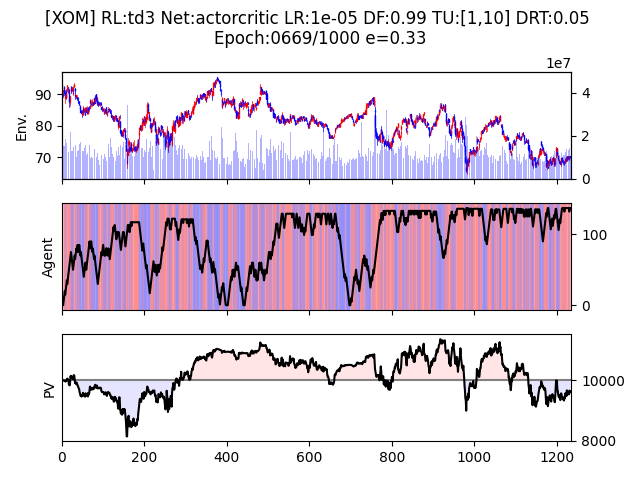 [XOM] RL:td3 Net:actorcritic LR:1e-05 DF:0.99 TU:[1,10] DRT:0.05
Epoch:0669/1000 e=0.33
1e7
Env.
90
80
70
4
2
0
Agent
100
0
PV
10000
8000
0 200 400 600 800 1000 1200